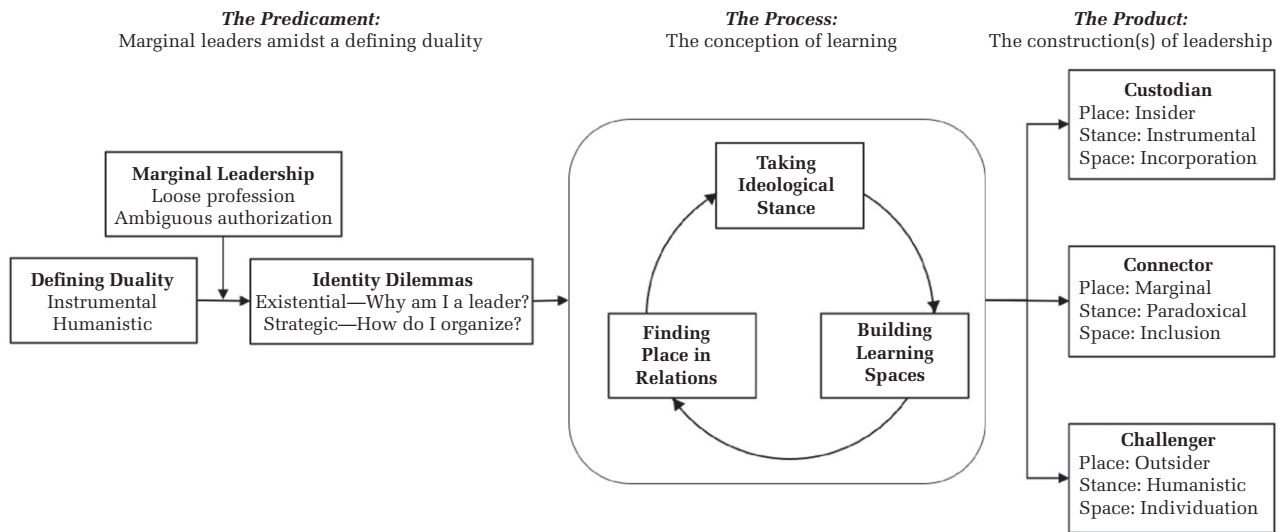 The Predicament:
Marginal leaders amidst a defining duality
The Process:
The conception of learning
The Product:
The construction(s) of leadership
Marginal Leadership
Loose profession
Ambiguous authorization
Defining Duality
Instrumental
Humanistic
Identity Dilemmas
Existential—Why am I a leader?
Strategic—How do I organize?
Taking
Ideological
Stance
Finding
Place in
Relations
Building
Learning
Spaces
Custodian
Place: Insider
Stance: Instrumental
Space: Incorporation
Connector
Place: Marginal
Stance: Paradoxical
Space: Inclusion
Challenger
Place: Outsider
Stance: Humanistic
Space: Individuation